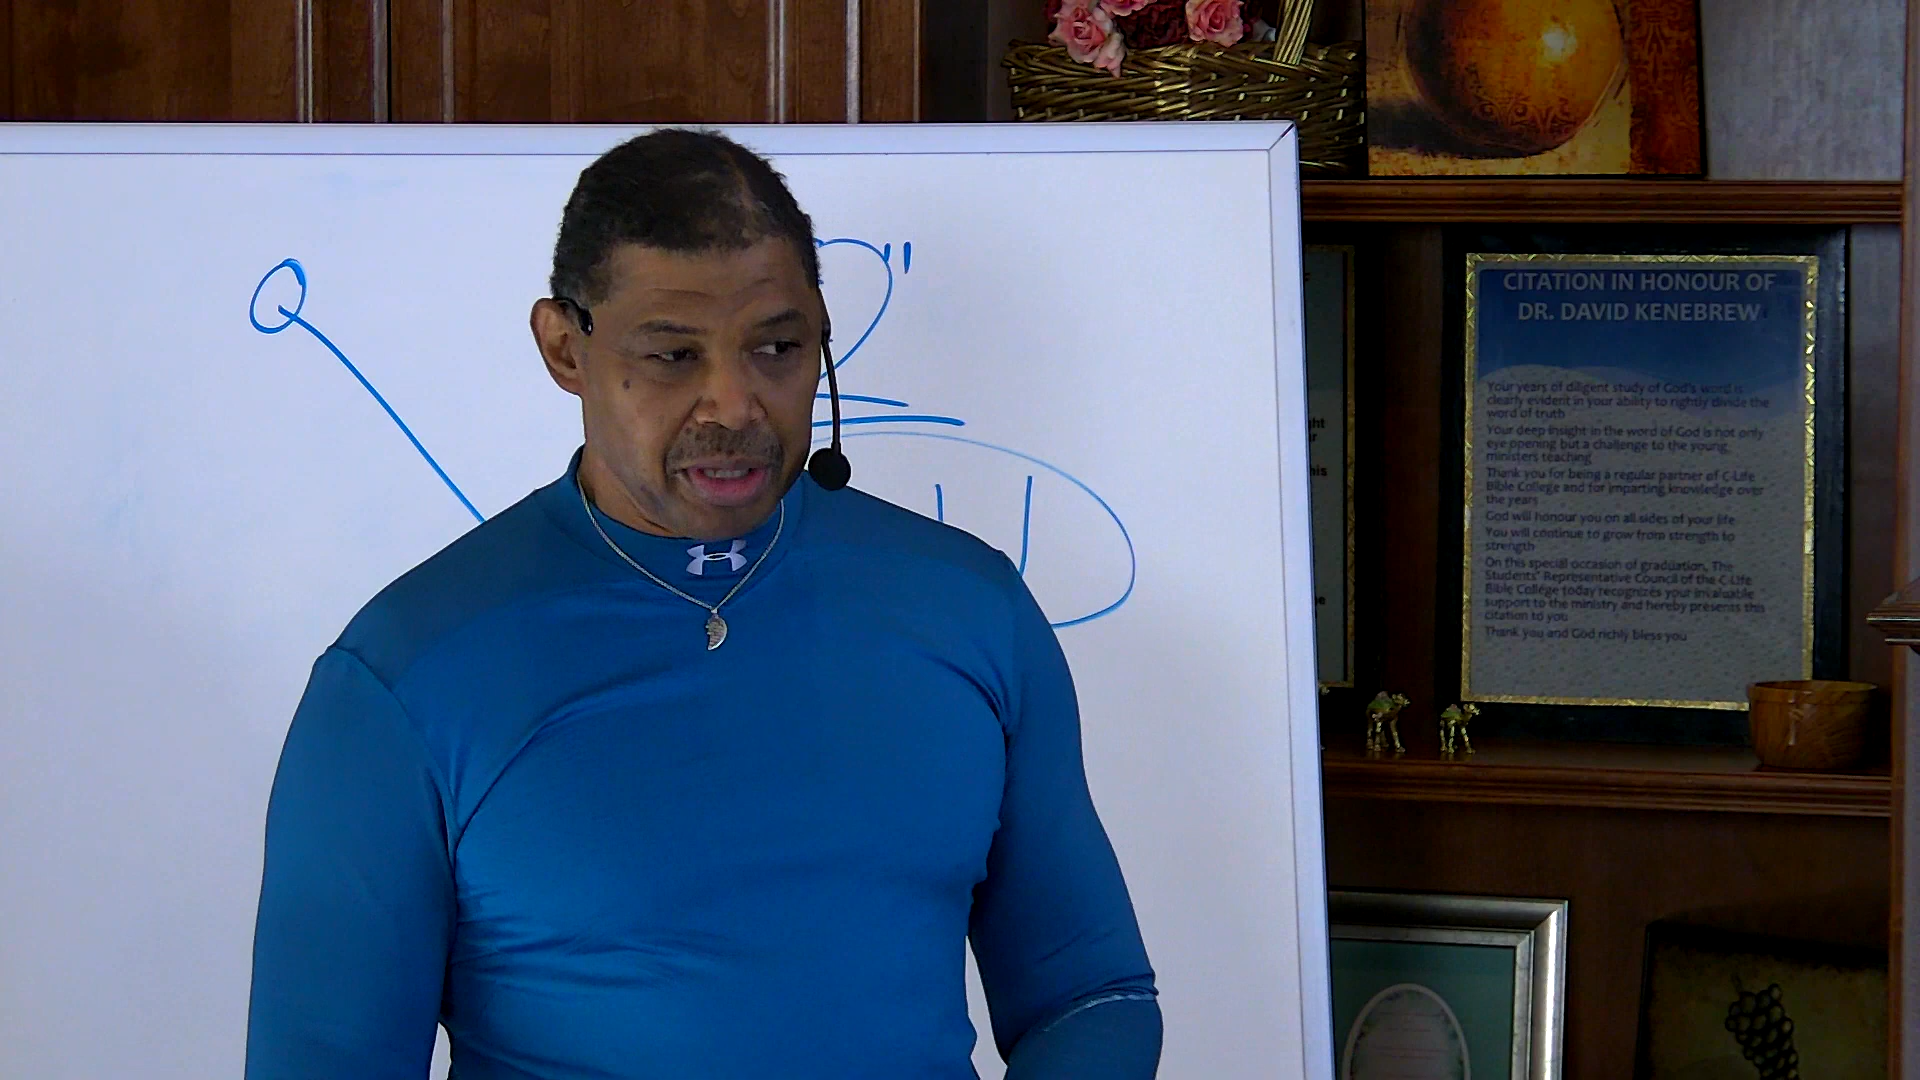 CITATION IN HONOUR OF
DR. DAVID KENEBREW
Your years of diligent study of God's word is
clearly evident in your ability to rightly divide the
word of truth
Your deep insight in the word of God is not only
eye opening but a challenge to the young
ministers teaching
Thank you for being a regular partner of C-Life
Bible College and for imparting knowledge over
the years
God will honour you on all sides of your life
You will continue to grow from strength to
strength
On this special occasion of graduation, The
Students' Representative Council of the C-Life
Bible College today recognizes your invaluable
support to the ministry and hereby presents this
citation to you
Thank you and God richly bless you